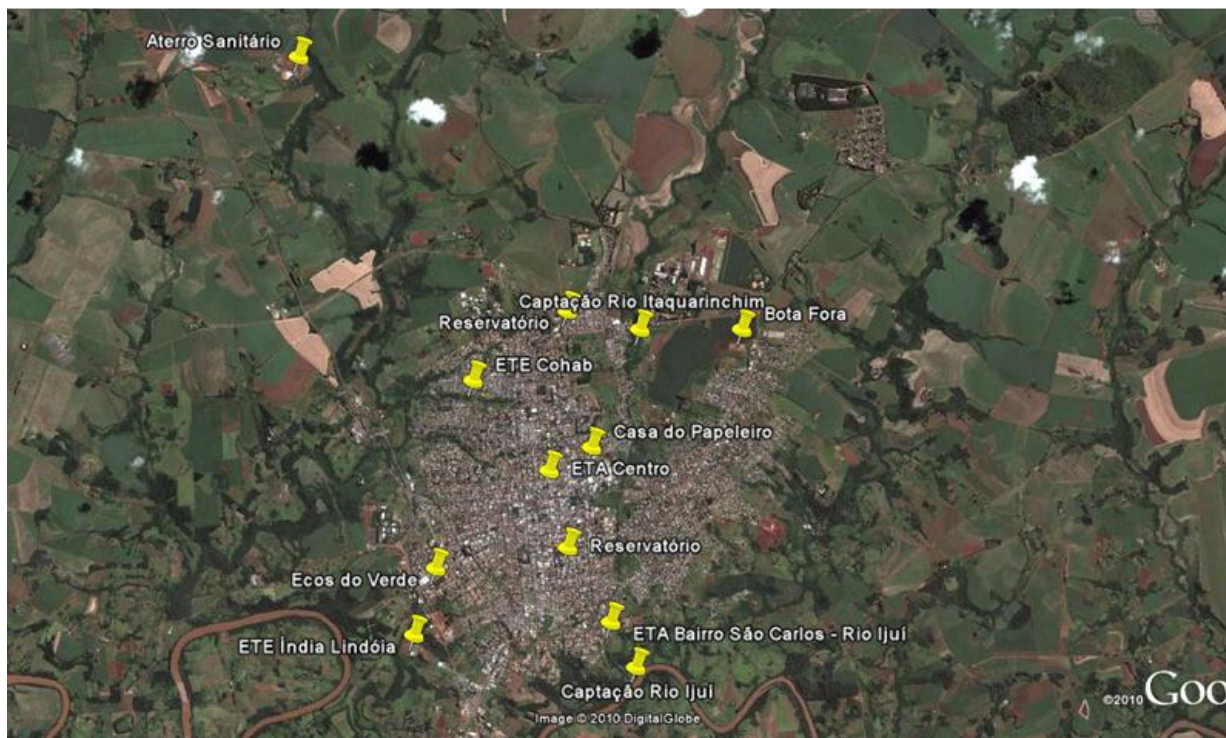 Aterro Sanitário
Captação Rio Itaquarinchim
Bota Fora
Reservatório
ETE Cohab
Casa do Papeleiro
ETA Centro
Reservatório
Ecos do Verde
ETA Bairro São Carlos - Rio Ijuí
ETE Índia Lindóia
Captação Rio Ijuí
©2010 Goo
Image © 2010 DigitalGlobe